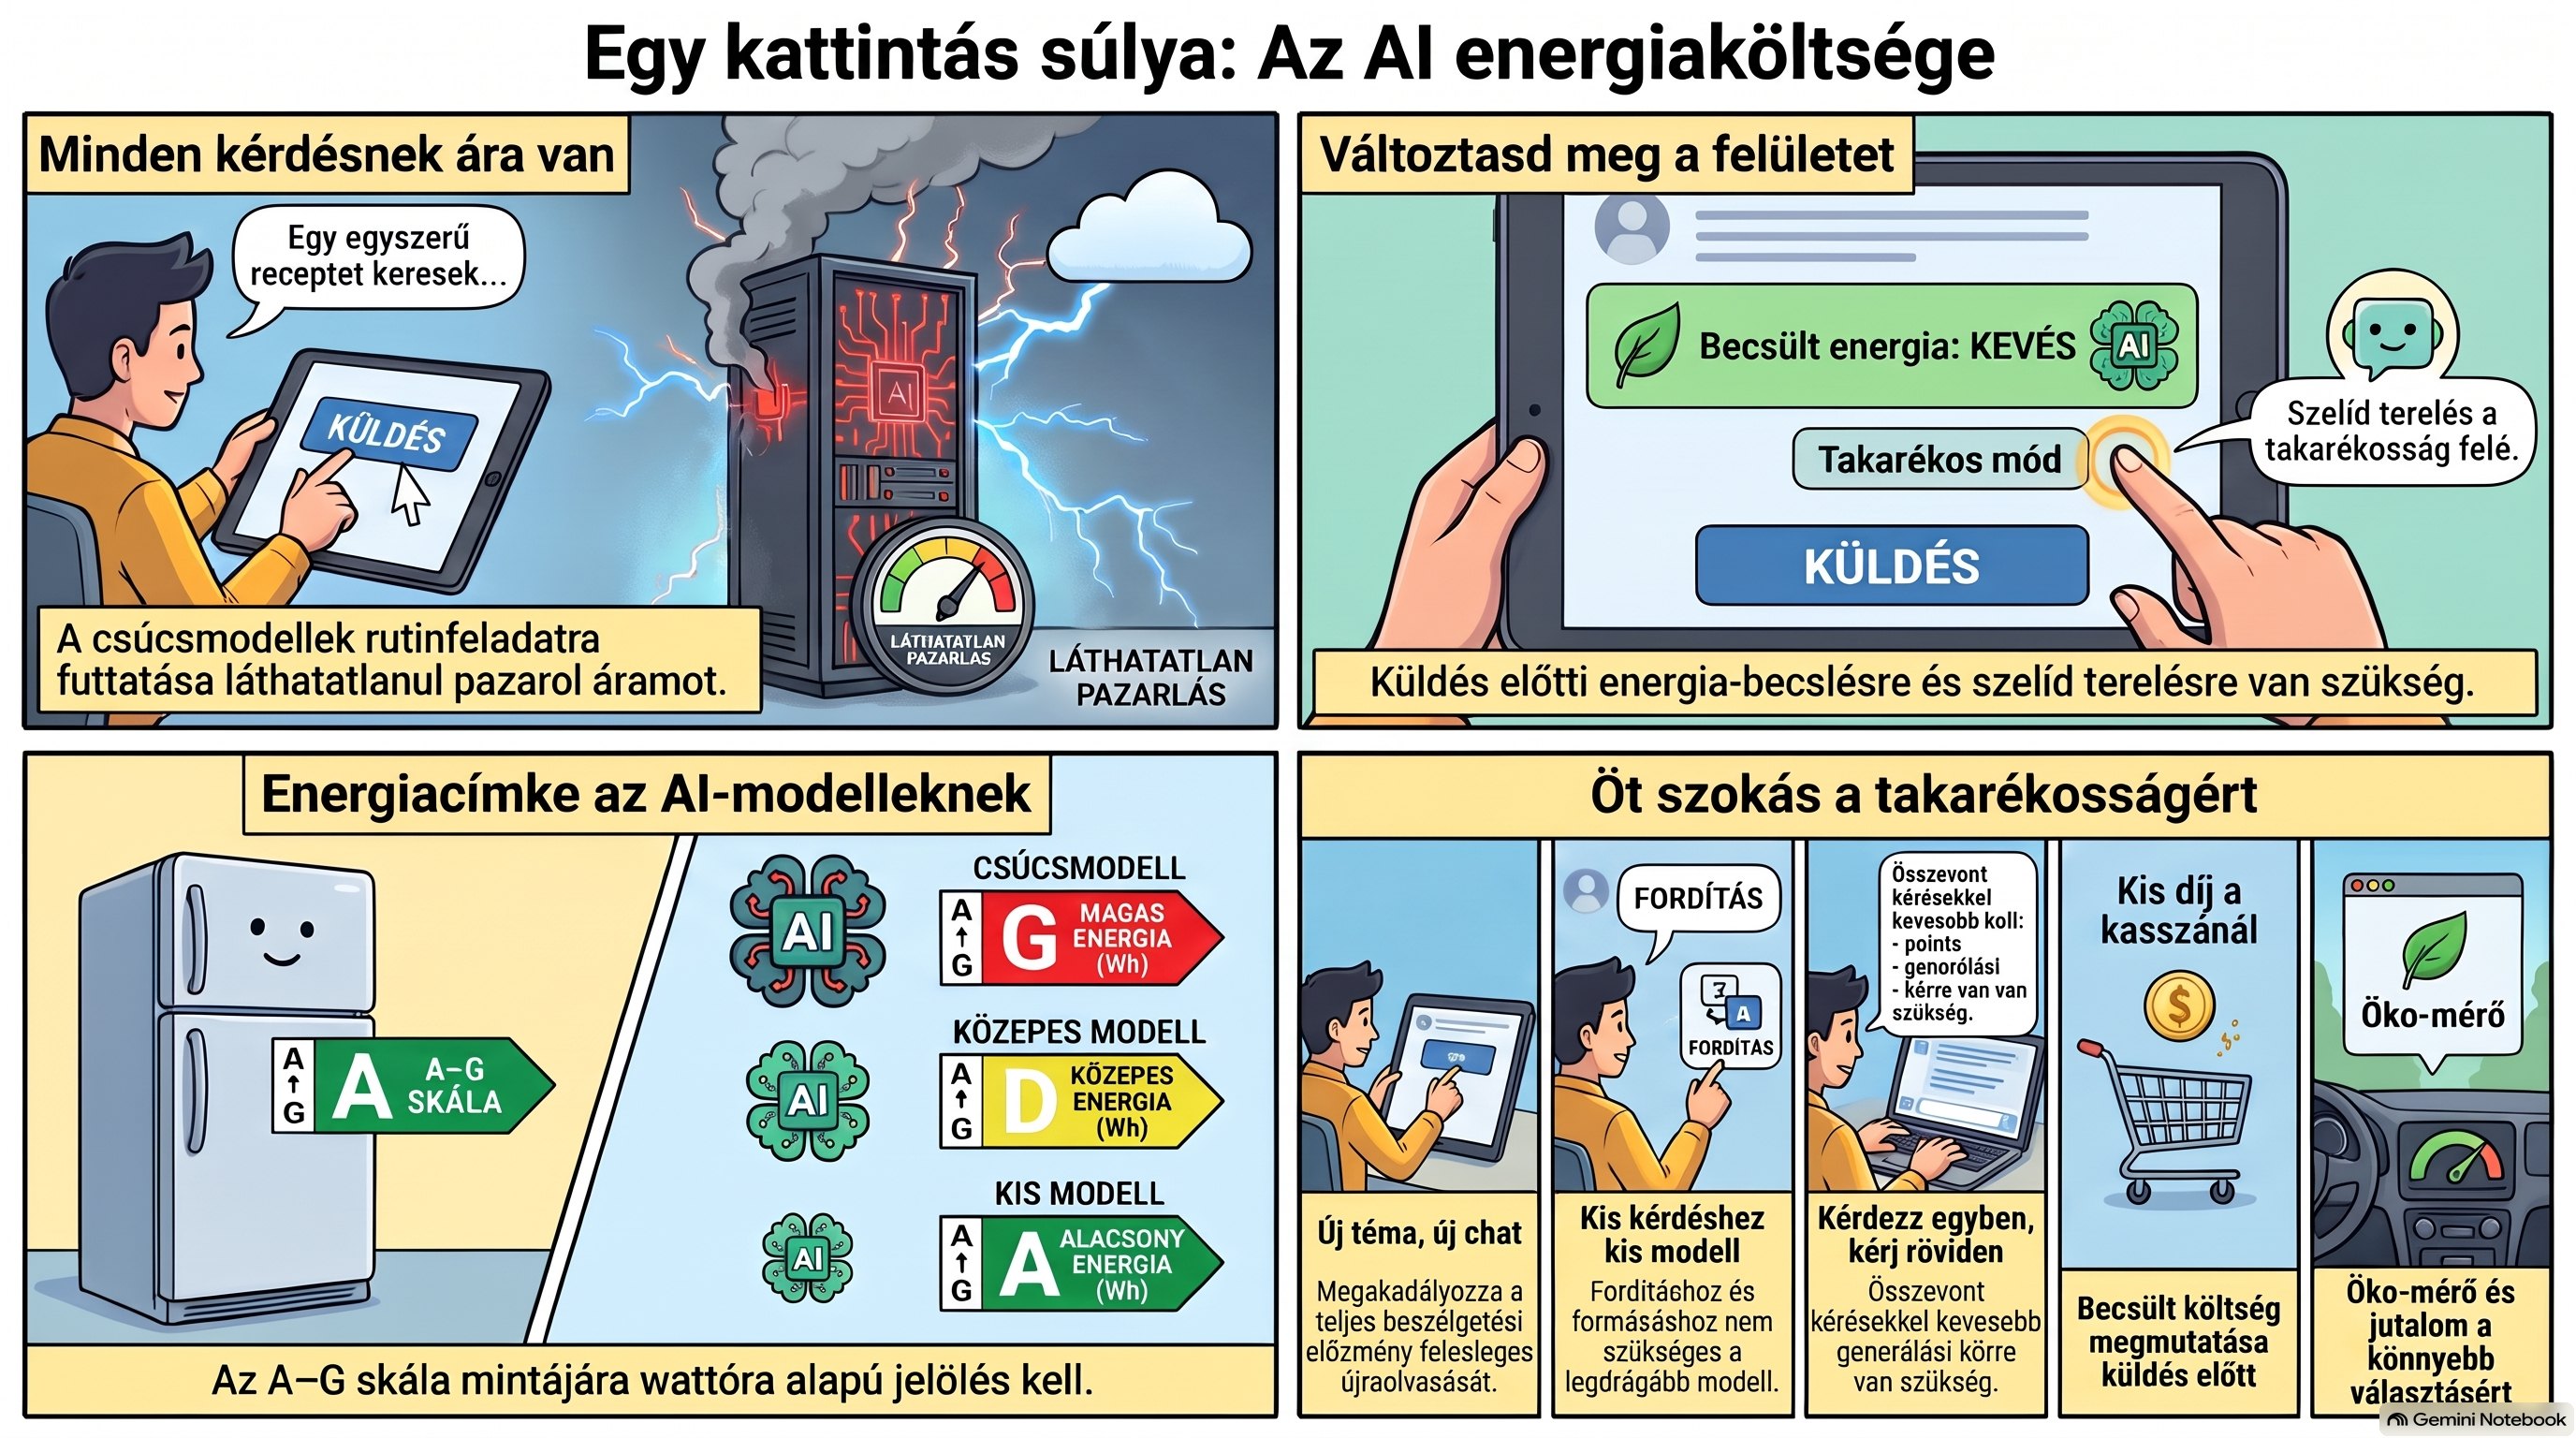 Egy kattintás súlya: Az AI energiaköltsége
Minden kérdésnek ára van
Egy egyszerű
receptet keresek...
KÜLDÉS
AI
LÁTHATATLAN
PAZARLÁS
LÁTHATATLAN
PAZARLÁS
A csúcsmodellek rutinfeladatra
futtatása láthatatlanul pazarol áramot.
Változtasd meg a felületet
Becsült energia: KEVÉS
AI
Takarékos mód
Szelíd terelés a
takarékosság felé.
KÜLDÉS
Küldés előtti energia-becslésre és szelíd terelésre van szükség.
Energiacímke az AI-modelleknek
A
G
A
A–G
SKÁLA
AI
CSÚCSMODELL
A
G
G
MAGAS
ENERGIA
(Wh)
AI
KÖZEPES MODELL
A
G
D
KÖZEPES
ENERGIA
(Wh)
AI
KIS MODELL
A
G
A
ALACSONY
ENERGIA
(Wh)
Az A–G skála mintájára wattóra alapú jelölés kell.
Öt szokás a takarékosságért
Új téma, új chat
Megakadályozza a
teljes beszélgetési
előzmény felesleges
újraolvasását.
FORDÍTÁS
A
FORDÍTAS
Kis kérdéshez
kis modell
Fordításhoz és
formásáshoz nem
szükséges a
legdrágább modell.
Összevont
kérésekkel
kevesobb koll:
- points
- genorólási
- kérre van van
szükség.
Kérdezz egyben,
kérj röviden
Összevont
kérésekkel kevesebb
generálási körre
van szükség.
Kis díj a
kasszánál
$
Becsült költség
megmutatása
küldés előtt
Öko-mérő
Öko-mérő és
jutalom a
könnyebb
választásért
Gemini Notebook